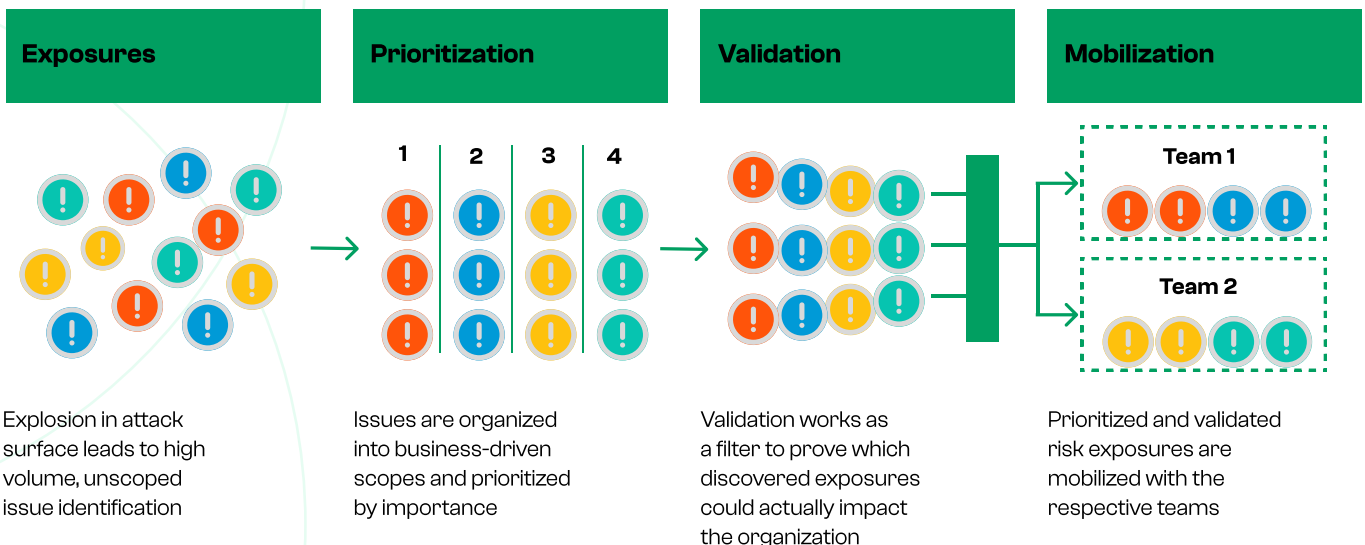 Exposures
Prioritization
Validation
Mobilization
1
2
3
4
Team 1
Team 2
Explosion in attack
surface leads to high
volume, unscoped
issue identification
Issues are organized
into business-driven
scopes and prioritized
by importance
Validation works as
a filter to prove which
discovered exposures
could actually impact
the organization
Prioritized and validated
risk exposures are
mobilized with the
respective teams